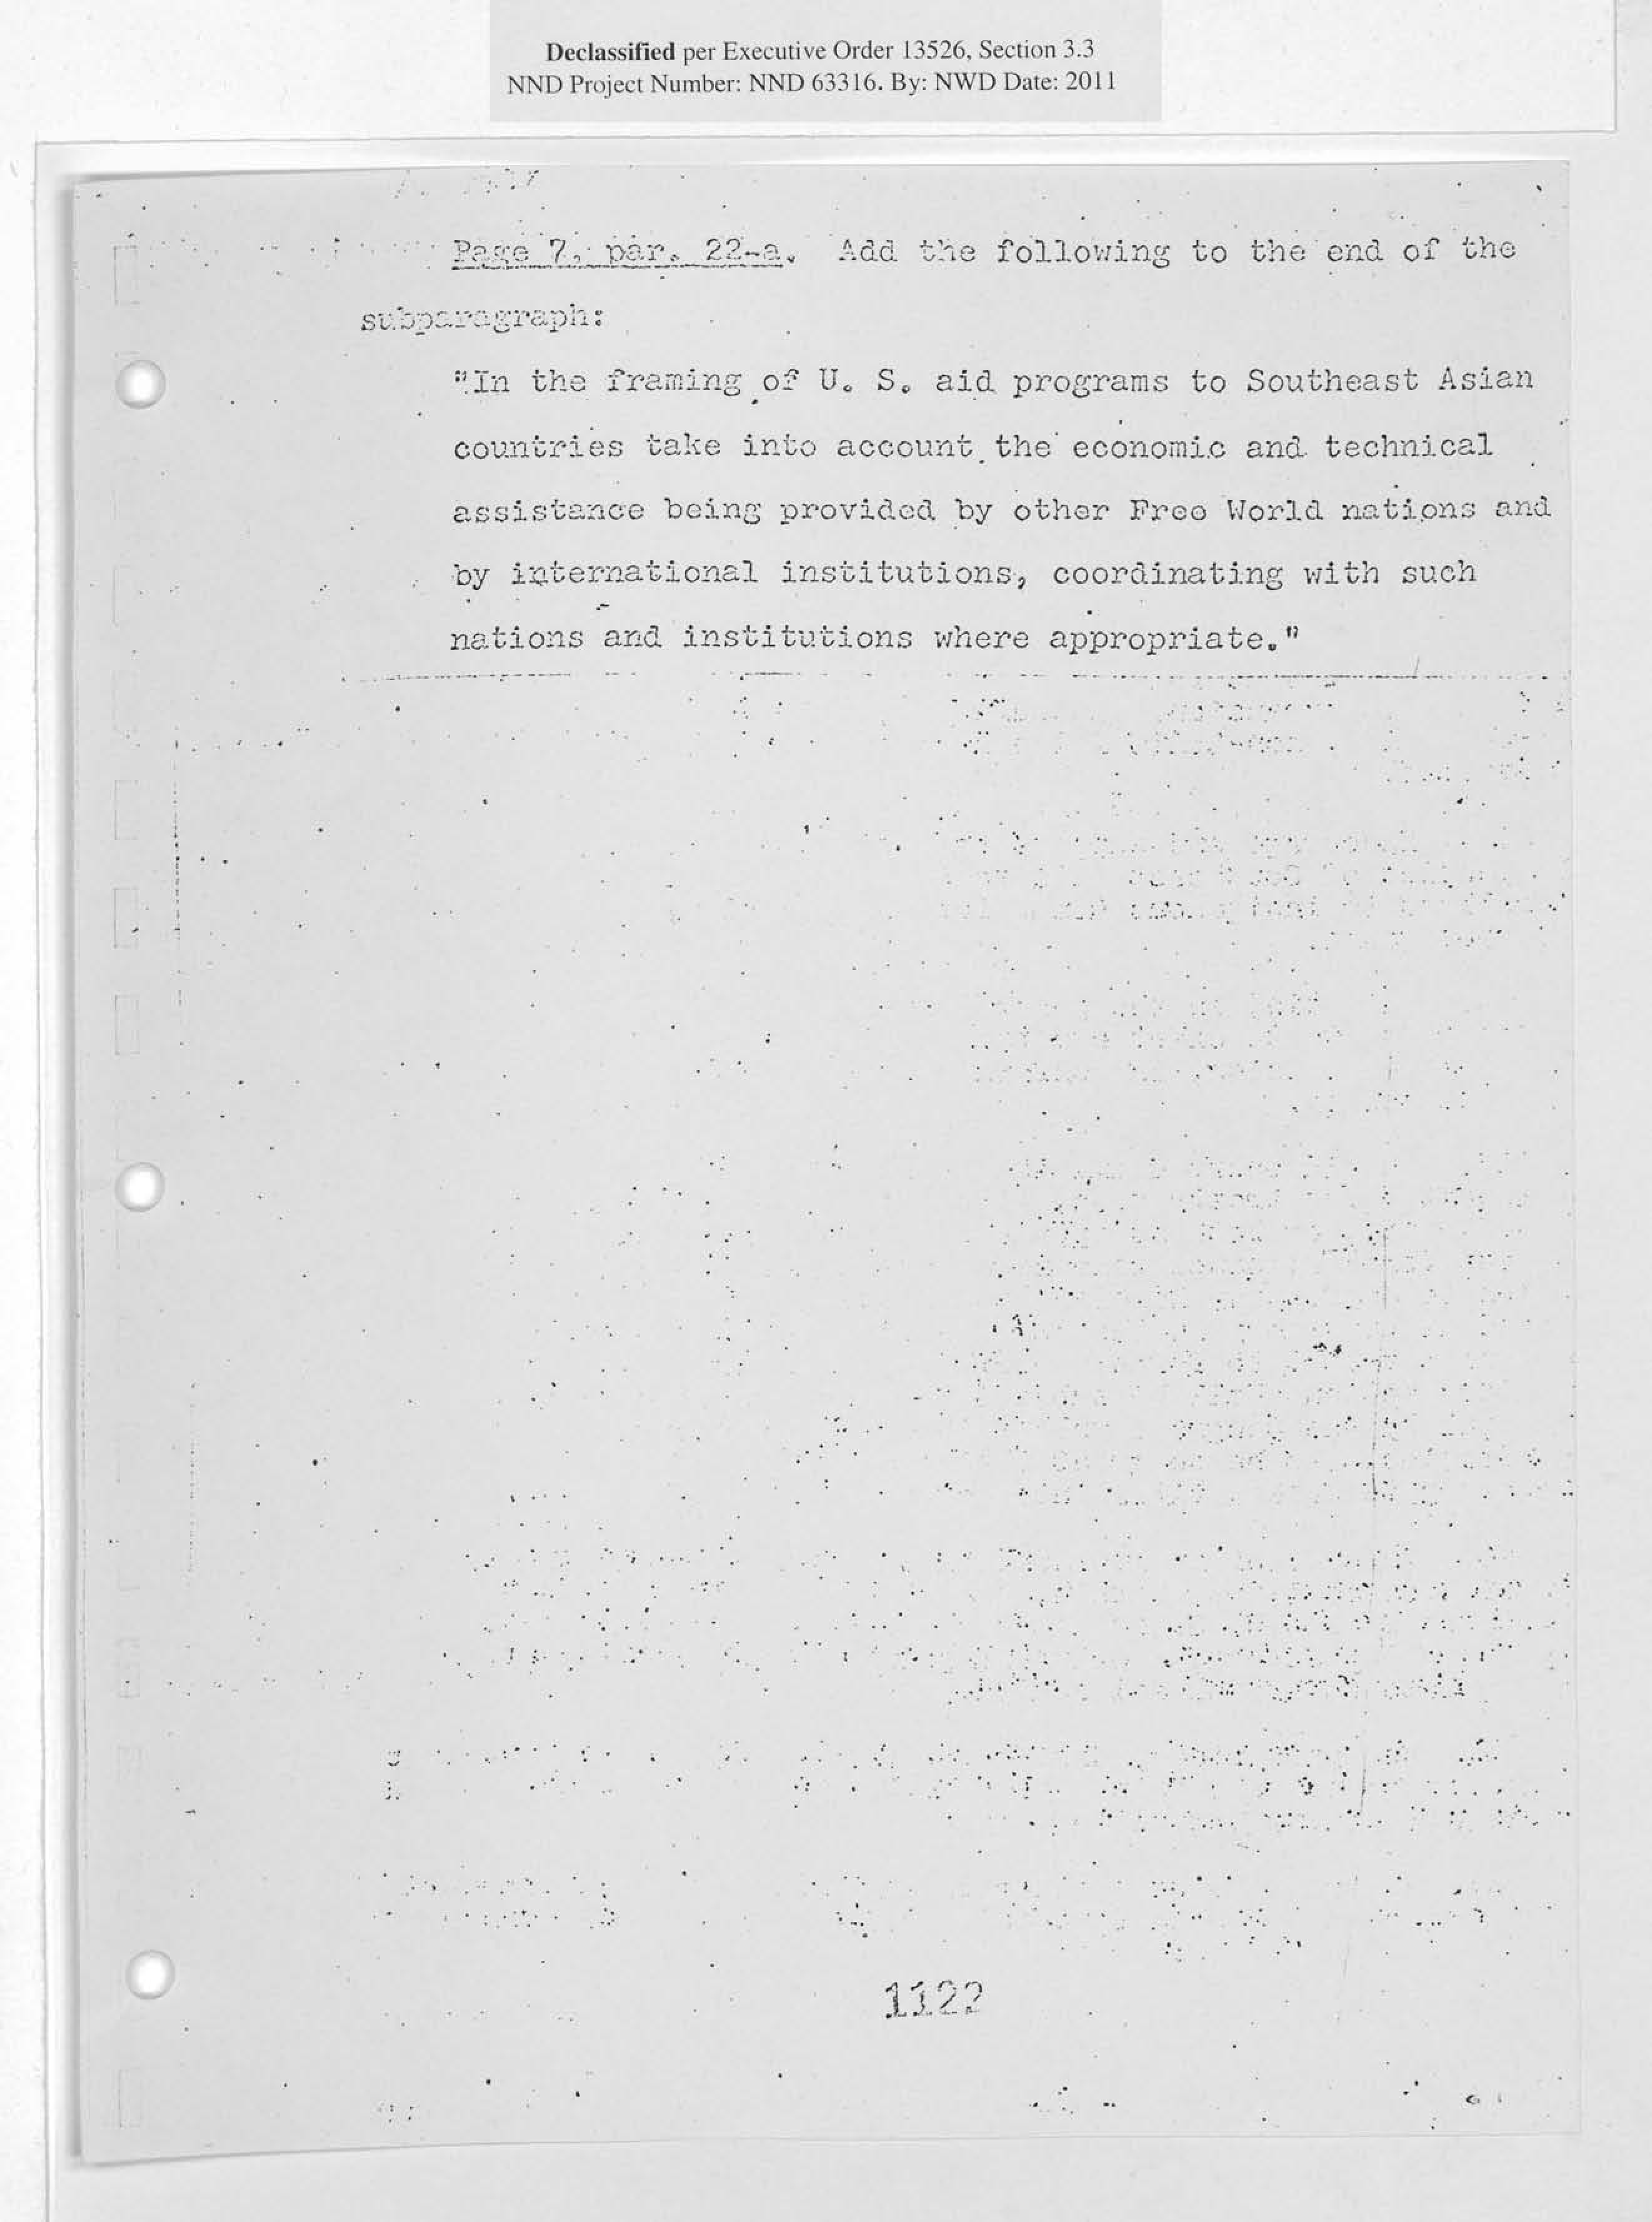 Declassified per Executive Order 13526, Section 3.3
NND Project Number: NND 63316. By: NWD Date: 2011
Page 7, par. 22-a. Add the following to the end of the
subparagraph:
"In the framing of U. S. aid programs to Southeast Asian
countries take into account the economic and technical
assistance being provided by other Free World nations and
by international institutions, coordinating with such
nations and institutions where appropriate."
1122